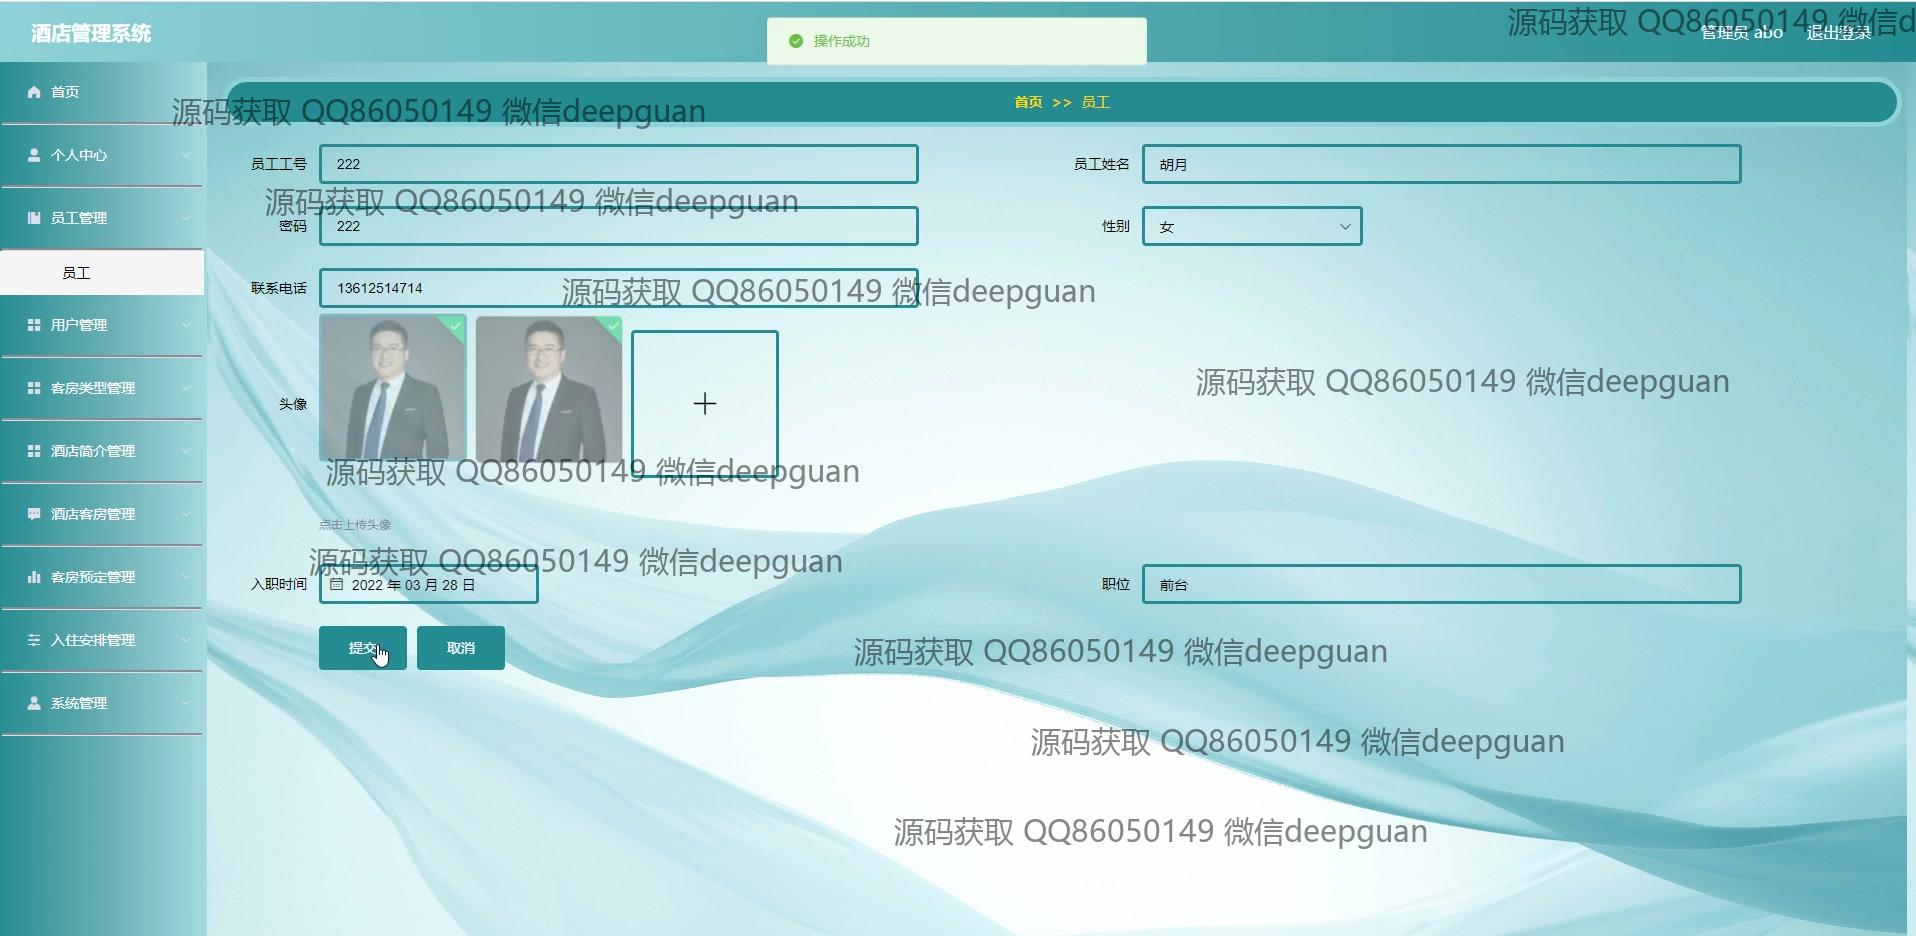 酒店管理系统
操作成功
源码获取 QQ86050149 微信d
管理员 abo
退出登录
首页
个人中心
员工管理
员工
用户管理
客房类型管理
酒店简介管理
酒店客房管理
客房预定管理
入住安排管理
系统管理
首页 >> 员工
源码获取 QQ86050149 微信deepguan
员工工号 222
员工姓名 胡月
源码获取 QQ86050149 微信deepguan
密码 222
性别 女
联系电话 13612514714
源码获取 QQ86050149 微信deepguan
源码获取 QQ86050149 微信deepguan
头像
源码获取 QQ86050149 微信deepguan
点击上传头像
源码获取 QQ86050149 微信deepguan
入职时间 2022 年 03 月 28 日
职位 前台
提交 取消
源码获取 QQ86050149 微信deepguan
源码获取 QQ86050149 微信deepguan
源码获取 QQ86050149 微信deepguan